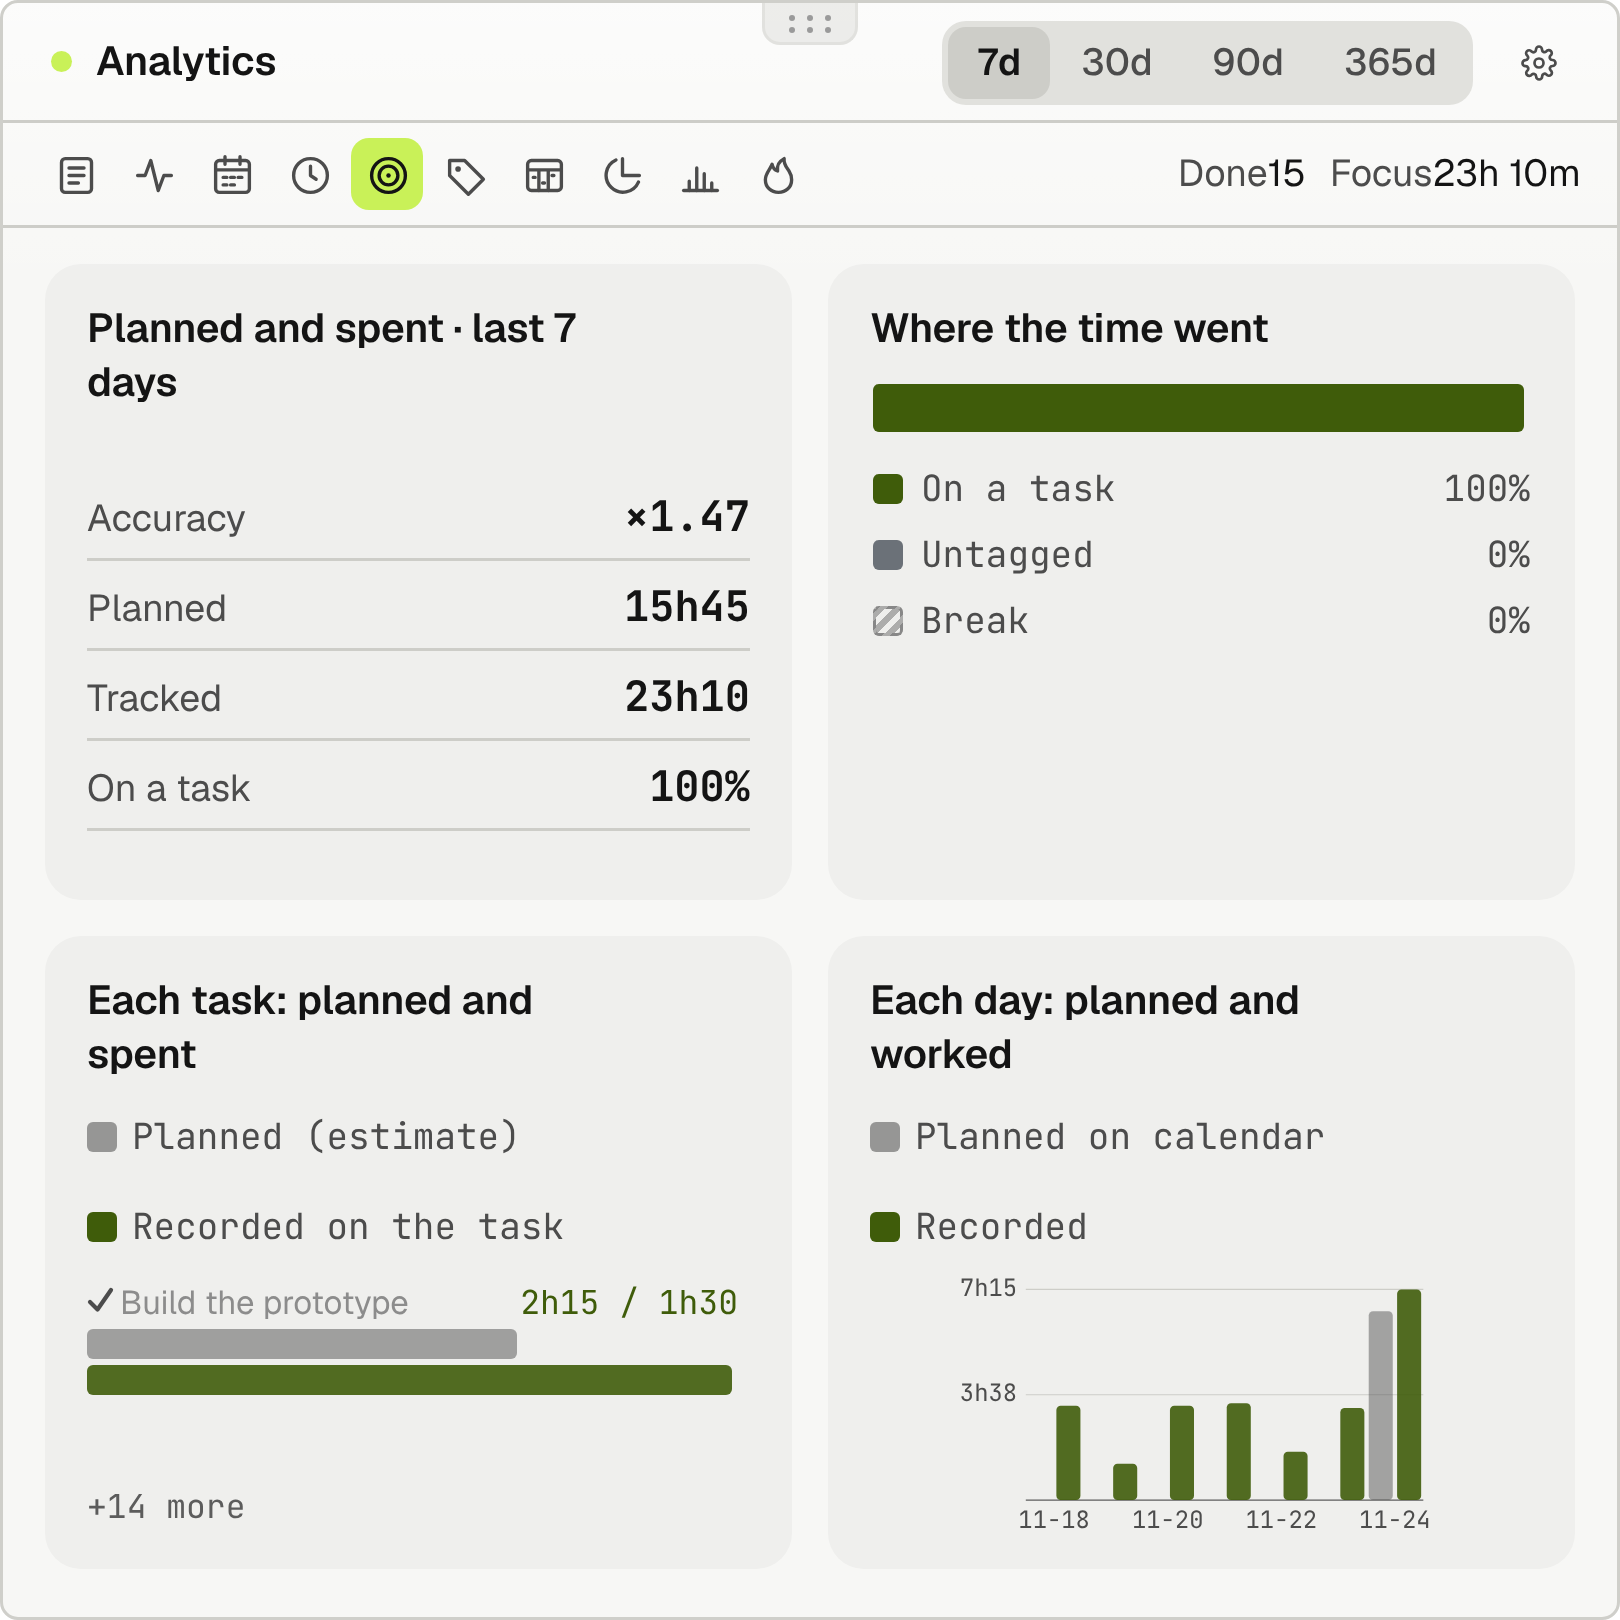 Analytics
7d 30d 90d 365d
Done15 Focus23h 10m
Planned and spent · last 7
days
Accuracy ×1.47
Planned 15h45
Tracked 23h10
On a task 100%
Where the time went
On a task 100%
Untagged 0%
Break 0%
Each task: planned and
spent
Planned (estimate)
Recorded on the task
Build the prototype 2h15 / 1h30
+14 more
Each day: planned and
worked
Planned on calendar
Recorded
7h15
3h38
11-18 11-20 11-22 11-24